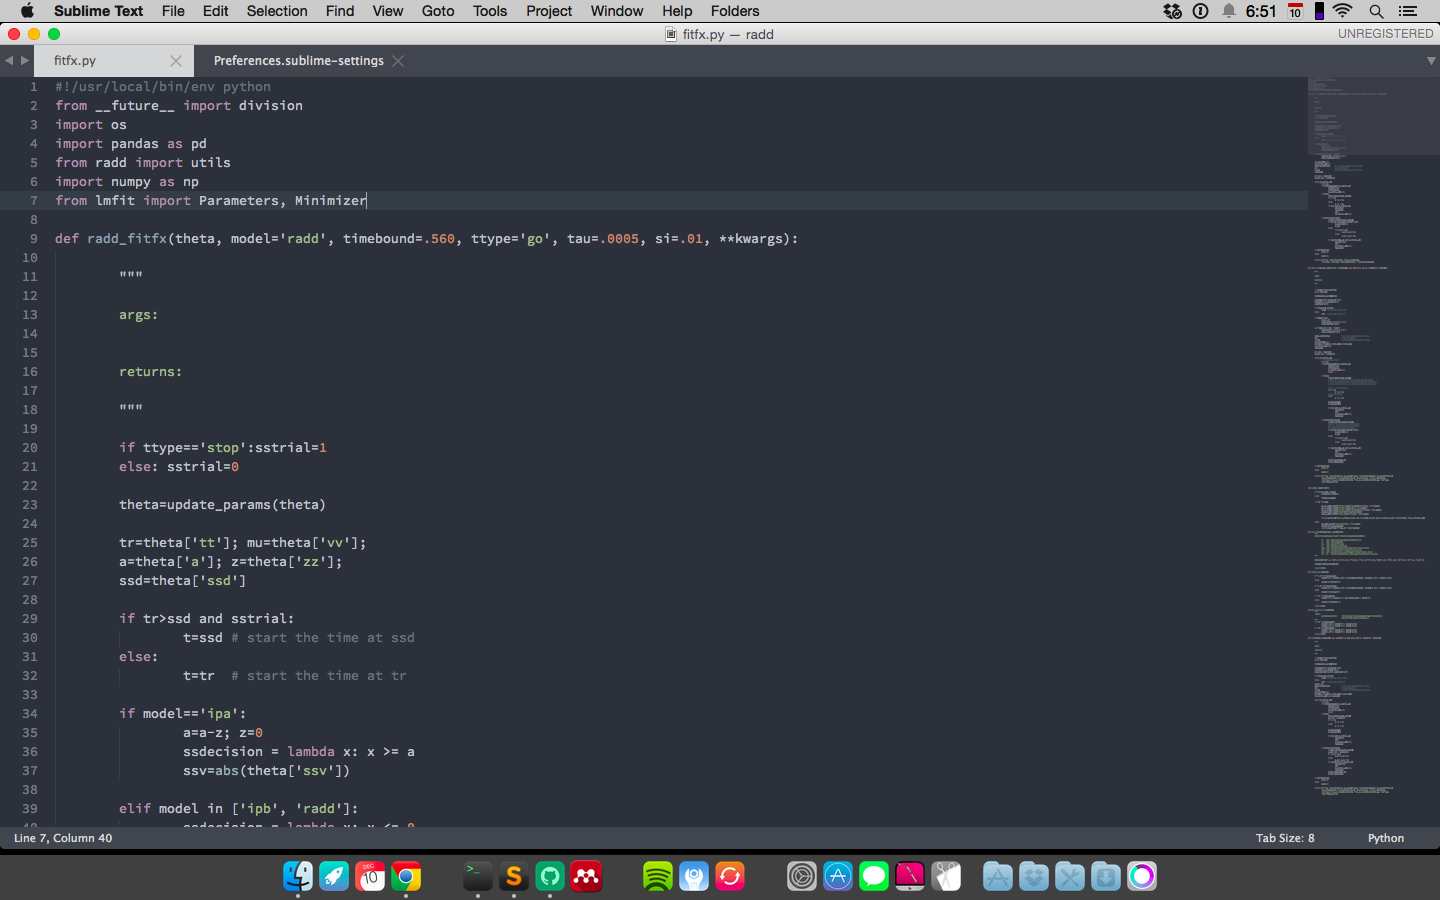 Sublime Text File Edit Selection Find View Goto Tools Project Window Help Folders 6:51 10
fitfx.py — radd UNREGISTERED
fitfx.py Preferences.sublime-settings
1 #!/usr/local/bin/env python
2 from __future__ import division
3 import os
4 import pandas as pd
5 from radd import utils
6 import numpy as np
7 from lmfit import Parameters, Minimizer
8
9 def radd_fitfx(theta, model='radd', timebound=.560, ttype='go', tau=.0005, si=.01, **kwargs):
10
11 """
12
13 args:
14
15
16 returns:
17
18 """
19
20 if ttype=='stop':sstrial=1
21 else: sstrial=0
22
23 theta=update_params(theta)
24
25 tr=theta['tt']; mu=theta['vv'];
26 a=theta['a']; z=theta['zz'];
27 ssd=theta['ssd']
28
29 if tr>ssd and sstrial:
30 t=ssd # start the time at ssd
31 else:
32 t=tr # start the time at tr
33
34 if model=='ipa':
35 a=a-z; z=0
36 ssdecision = lambda x: x >= a
37 ssv=abs(theta['ssv'])
38
39 elif model in ['ipb', 'radd']:
40 ssdecision = lambda x: x <= 0
Line 7, Column 40 Tab Size: 8 Python
DEC
10